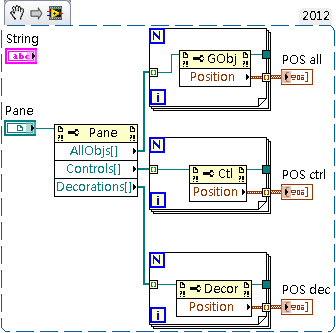 2012
String
Abc
N
GObj
Position
i
POS all
Pane
Pane
AllObjs[]
Controls[]
Decorations[]
N
Ctl
Position
i
POS ctrl
N
Decor
Position
i
POS dec